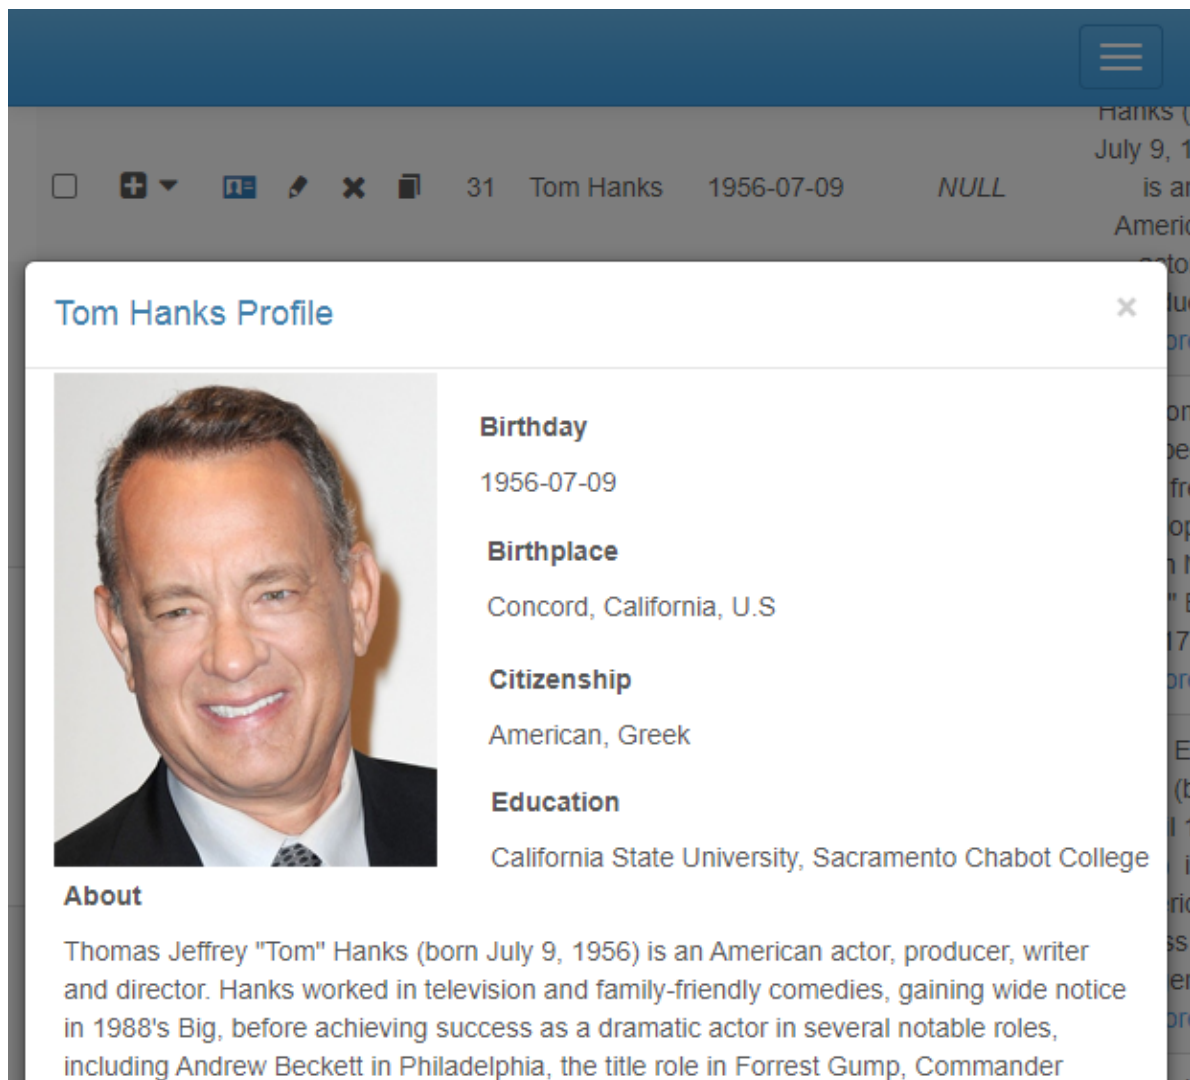 Hanks (
July 9, 1
31 Tom Hanks 1956-07-09 NULL
is
Americ
Tom Hanks Profile
×
Birthday
1956-07-09
Birthplace
Concord, California, U.S
Citizenship
American, Greek
Education
California State University, Sacramento Chabot College
About
Thomas Jeffrey "Tom" Hanks (born July 9, 1956) is an American actor, producer, writer
and director. Hanks worked in television and family-friendly comedies, gaining wide notice
in 1988's Big, before achieving success as a dramatic actor in several notable roles,
including Andrew Beckett in Philadelphia, the title role in Forrest Gump, Commander